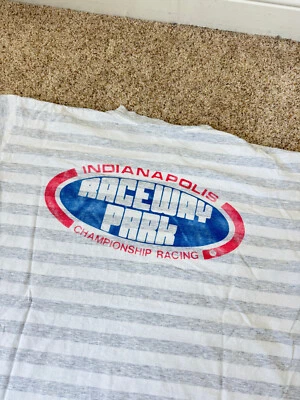 INDIANAPOLIS
RACEWAY
PARK
CHAMPIONSHIP RACING